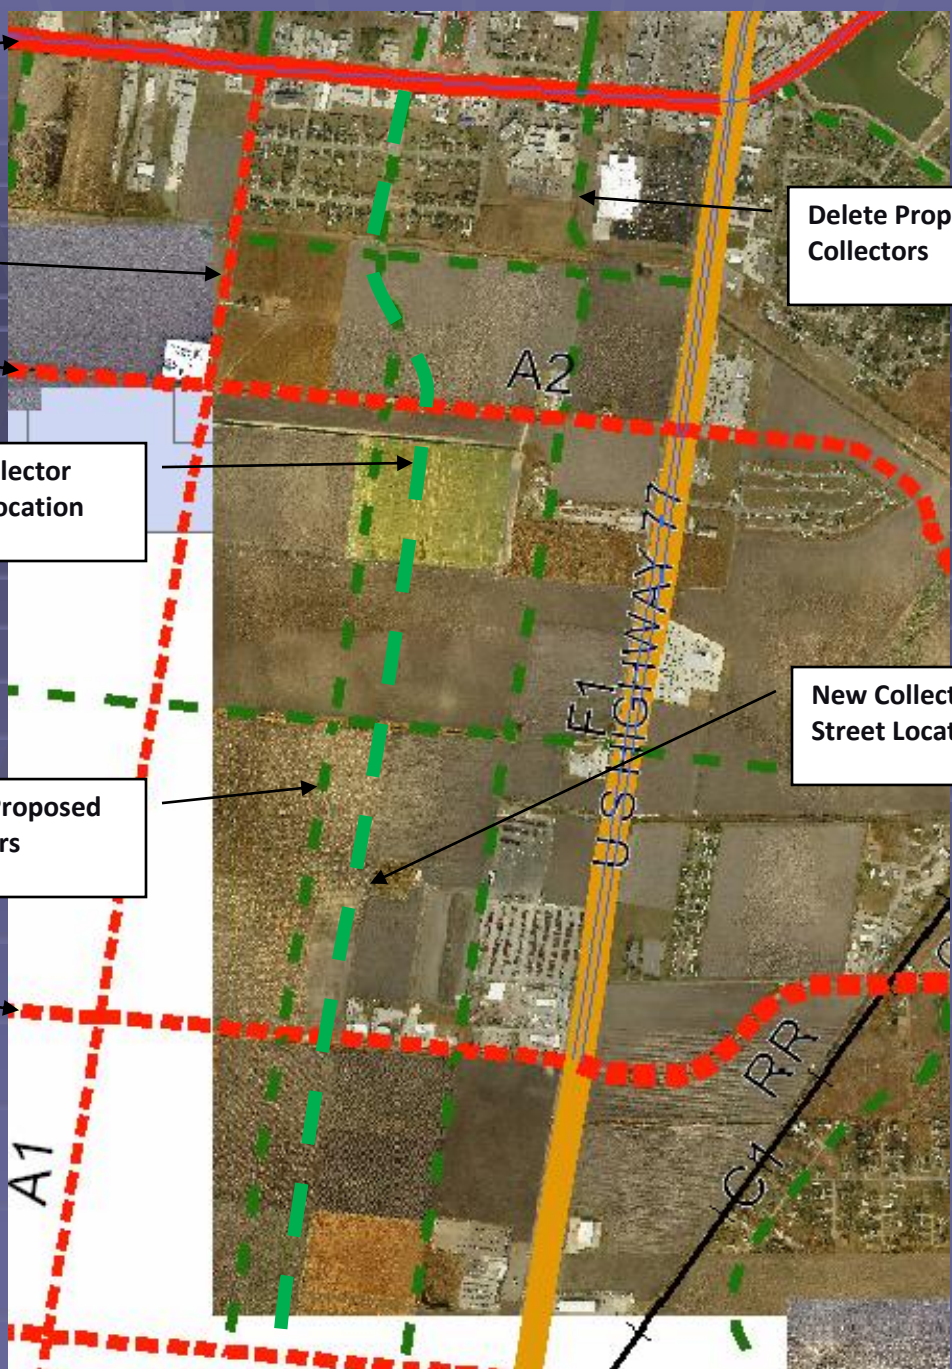 Delete Prop
Collectors
A2
lector
ocation
US HIGHWAY 77
F1
New Collect
Street Locat
roposed
rs
RR
C1
A1